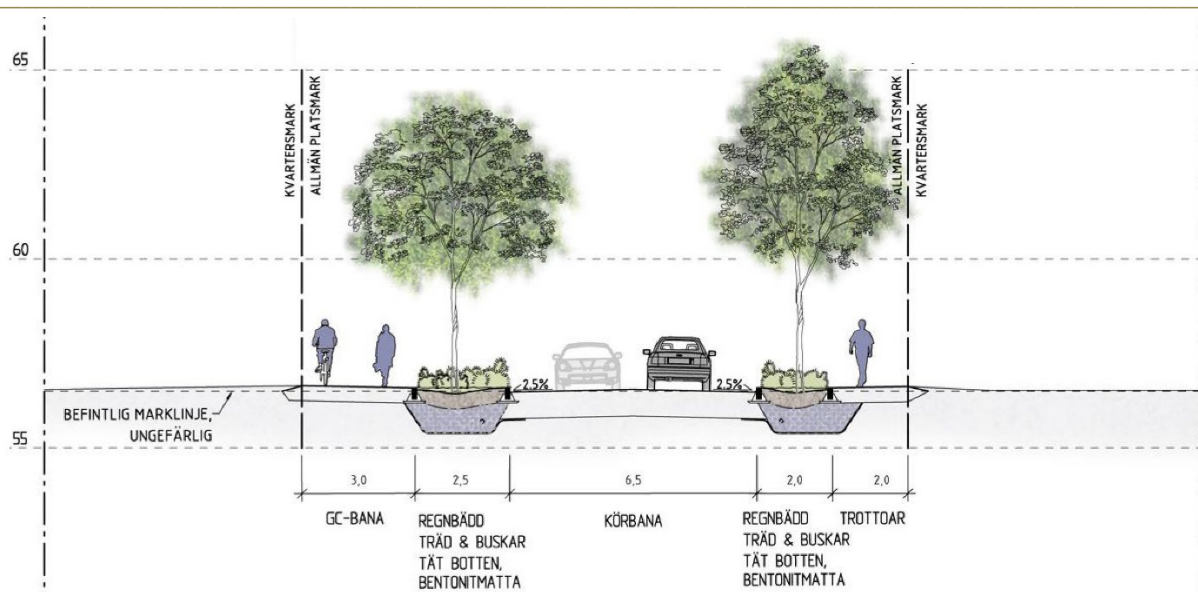 65
60
55
KVARTERSMARK
ALLMÄN PLATSMARK
ALLMÄN PLATSMARK
KVARTERSMARK
2.5%
2.5%
BEFINTLIG MARKLINJE,
UNGEFÄRLIG
3,0
2,5
6,5
2,0
2,0
GC-BANA
REGNBÄDD
TRÄD & BUSKAR
TÄT BOTTEN,
BENTONITMATTA
KÖRBANA
REGNBÄDD
TRÄD & BUSKAR
TÄT BOTTEN,
BENTONITMATTA
TROTTOAR